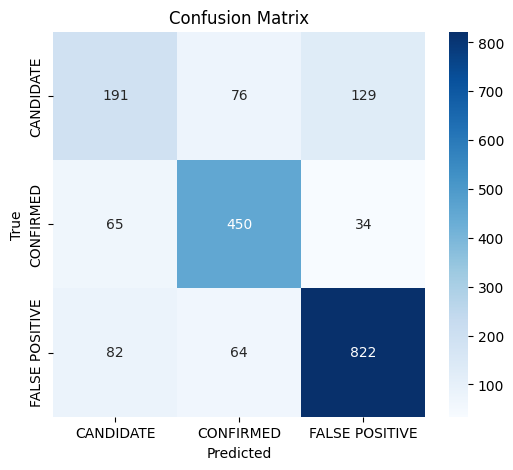 Confusion Matrix
True
CANDIDATE
CONFIRMED
FALSE POSITIVE
191 76 129
65 450 34
82 64 822
CANDIDATE CONFIRMED FALSE POSITIVE
Predicted
800
700
600
500
400
300
200
100